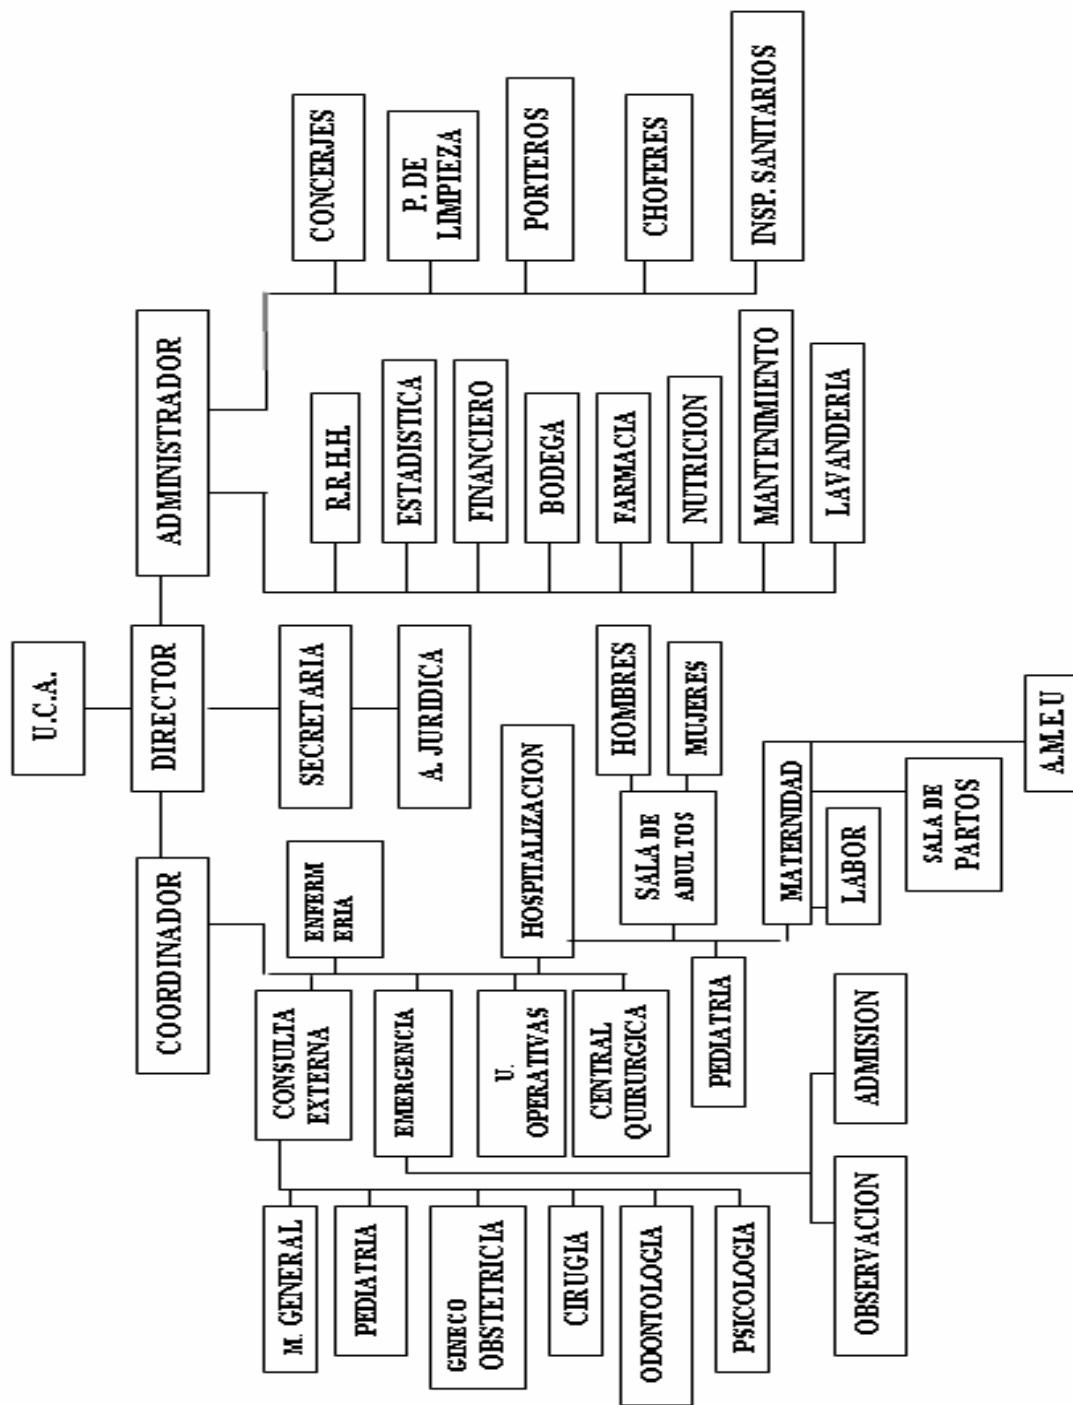 U.C.A.
COORDINADOR
DIRECTOR
ADMINISTRADOR
SECRETARIA
A. JURIDICA
CONSULTA
EXTERNA
ENFERM
ERIA
EMERGENCIA
U.
OPERATIVAS
HOSPITALIZACION
CENTRAL
QUIRURGICA
M. GENERAL
PEDIATRIA
GINECO
OBSTETRICIA
CIRUGIA
ODONTOLOGIA
PSICOLOGIA
OBSERVACION
ADMISION
PEDIATRIA
SALA DE
ADULTOS
HOMBRES
MUJERES
MATERNIDAD
LABOR
SALA DE
PARTOS
A.M.E.U
R.R.H.H.
ESTADISTICA
FINANCIERO
BODEGA
FARMACIA
NUTRICION
MANTENIMIENTO
LAVANDERIA
CONCERJES
P. DE
LIMPIEZA
PORTEROS
CHOFERES
INSP. SANITARIOS